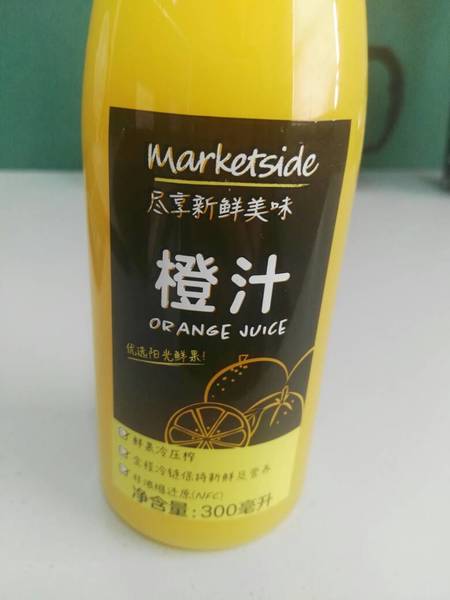 Marketside
尽享新鲜美味
橙汁
ORANGE JUICE
优选阳光鲜果!
鲜果冷压榨
全程冷链保持新鲜及营养
非浓缩还原(NFC)
净含量:300毫升